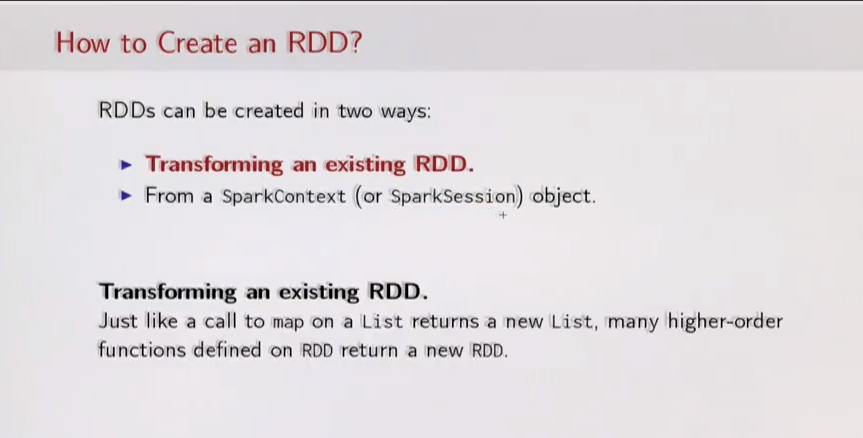 How to Create an RDD?
RDDs can be created in two ways:
Transforming an existing RDD.
From a SparkContext (or SparkSession) object.
Transforming an existing RDD.
Just like a call to map on a List returns a new List, many higher-order
functions defined on RDD return a new RDD.